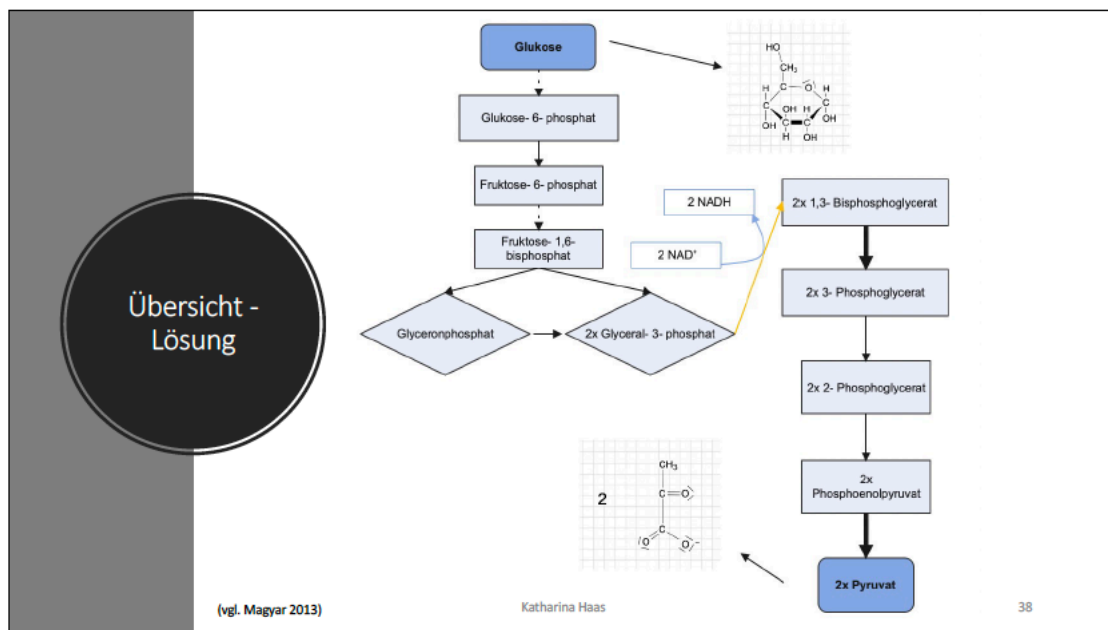 Übersicht -
Lösung
Glukose
Glukose- 6- phosphat
Fruktose- 6- phosphat
Fruktose- 1,6-
bisphosphat
Glyceronphosphat
2x Glyceral- 3- phosphat
2 NADH
2 NAD⁺
2x 1,3- Bisphosphoglycerat
2x 3- Phosphoglycerat
2x 2- Phosphoglycerat
2x
Phosphoenolpyruvat
2x Pyruvat
HO
CH₃
H
C
O
H
C
C
OH
H
OH
C
C
OH
H
OH
2
CH₃
C=O
C
O
O⁻
(vgl. Magyar 2013)
Katharina Haas
38